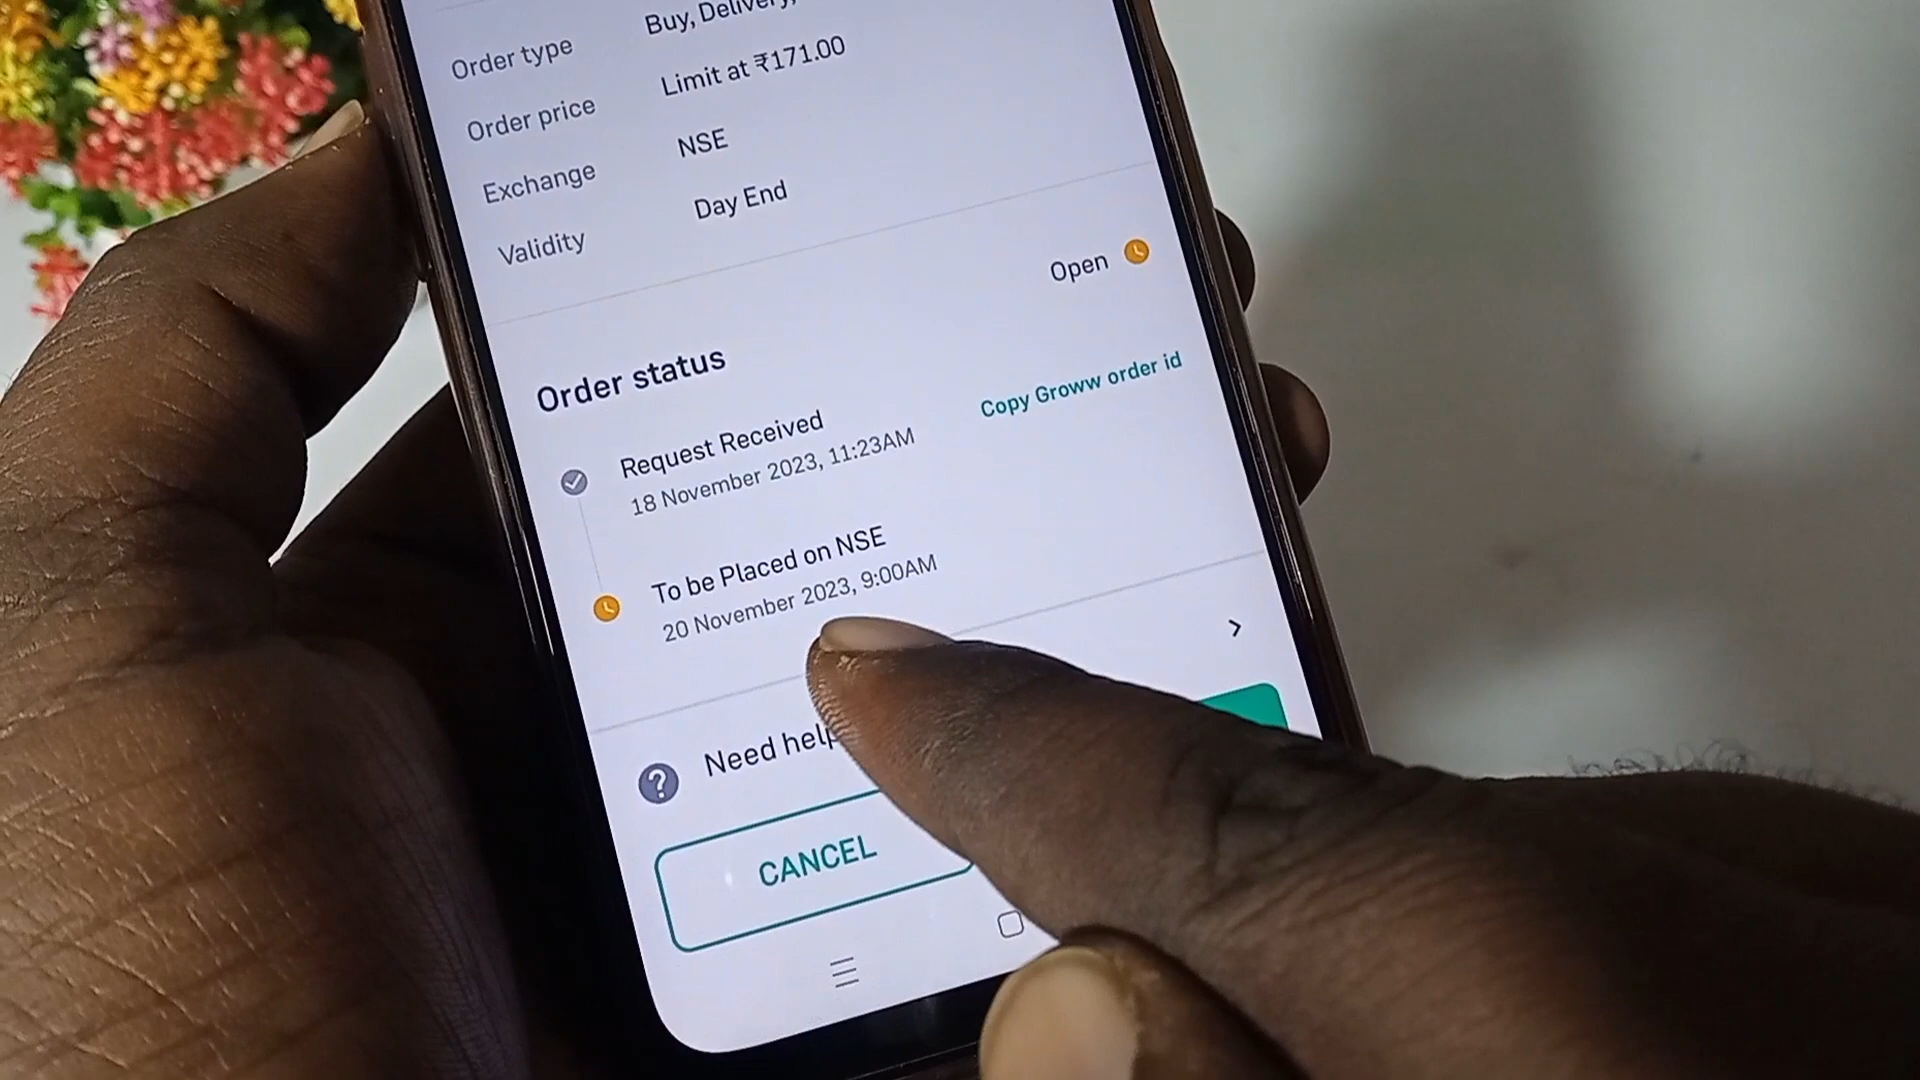 Order type
Buy, Delivery,
Order price
Limit at ₹171.00
Exchange
NSE
Validity
Day End
Open
Order status
Copy Groww order id
Request Received
18 November 2023, 11:23AM
To be Placed on NSE
20 November 2023, 9:00AM
Need help
CANCEL